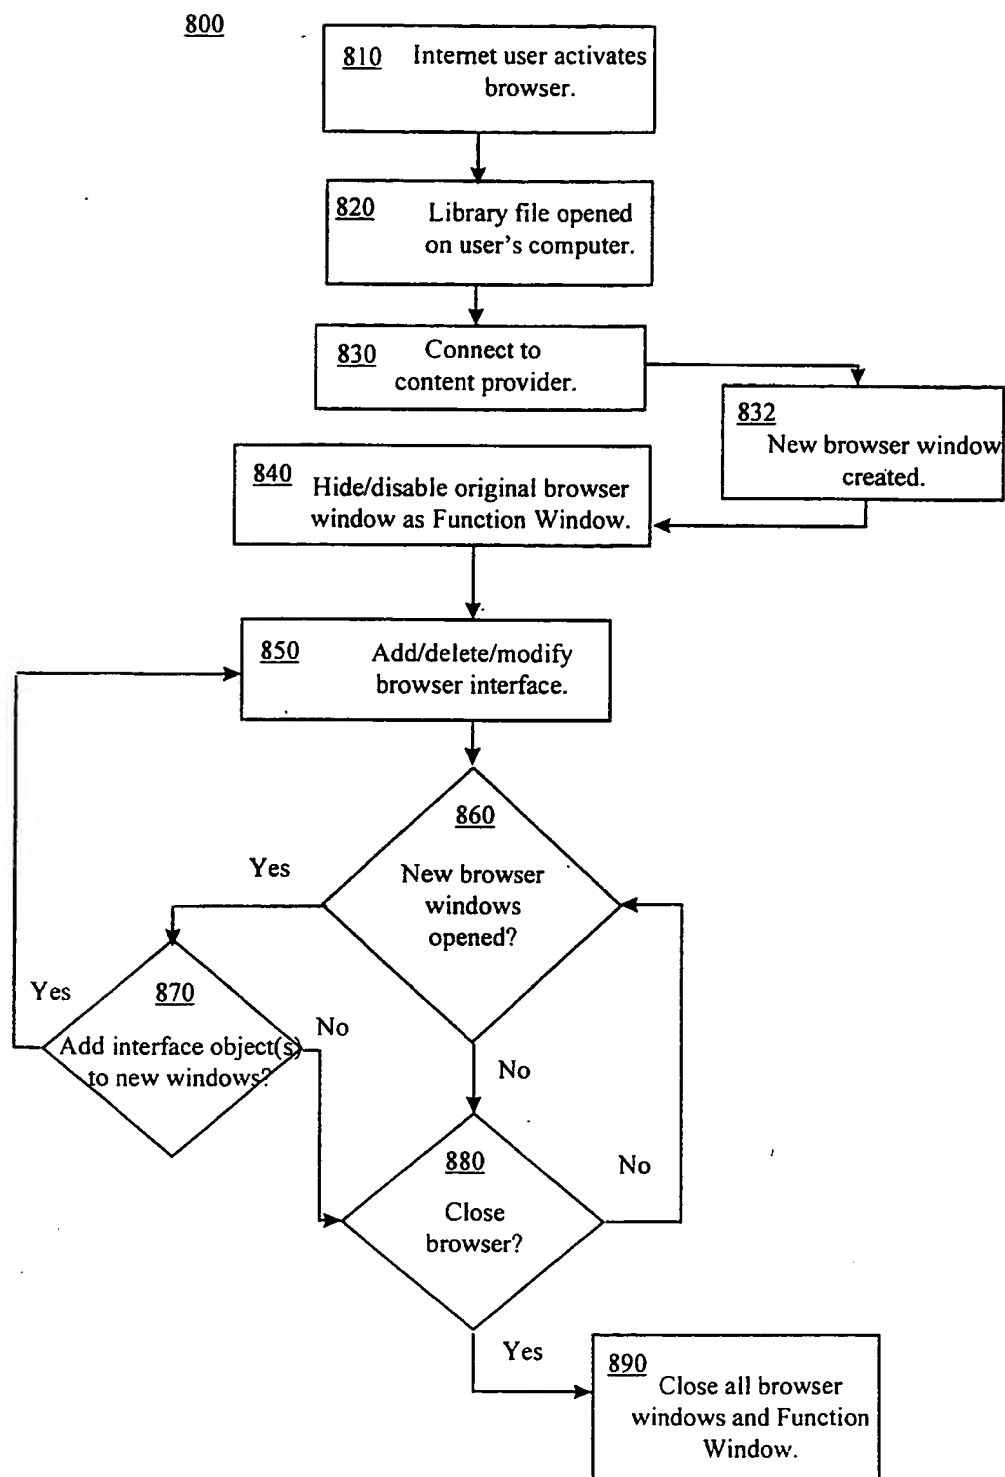 800
810 Internet user activates
browser.
820 Library file opened
on user's computer.
830 Connect to
content provider.
832
New browser window
created.
840 Hide/disable original browser
window as Function Window.
850 Add/delete/modify
browser interface.
860
Yes
New browser
windows
opened?
870
Yes
No
Add interface object(s)
to new windows?
No
880
No
Close
browser?
Yes
890
Close all browser
windows and Function
Window.